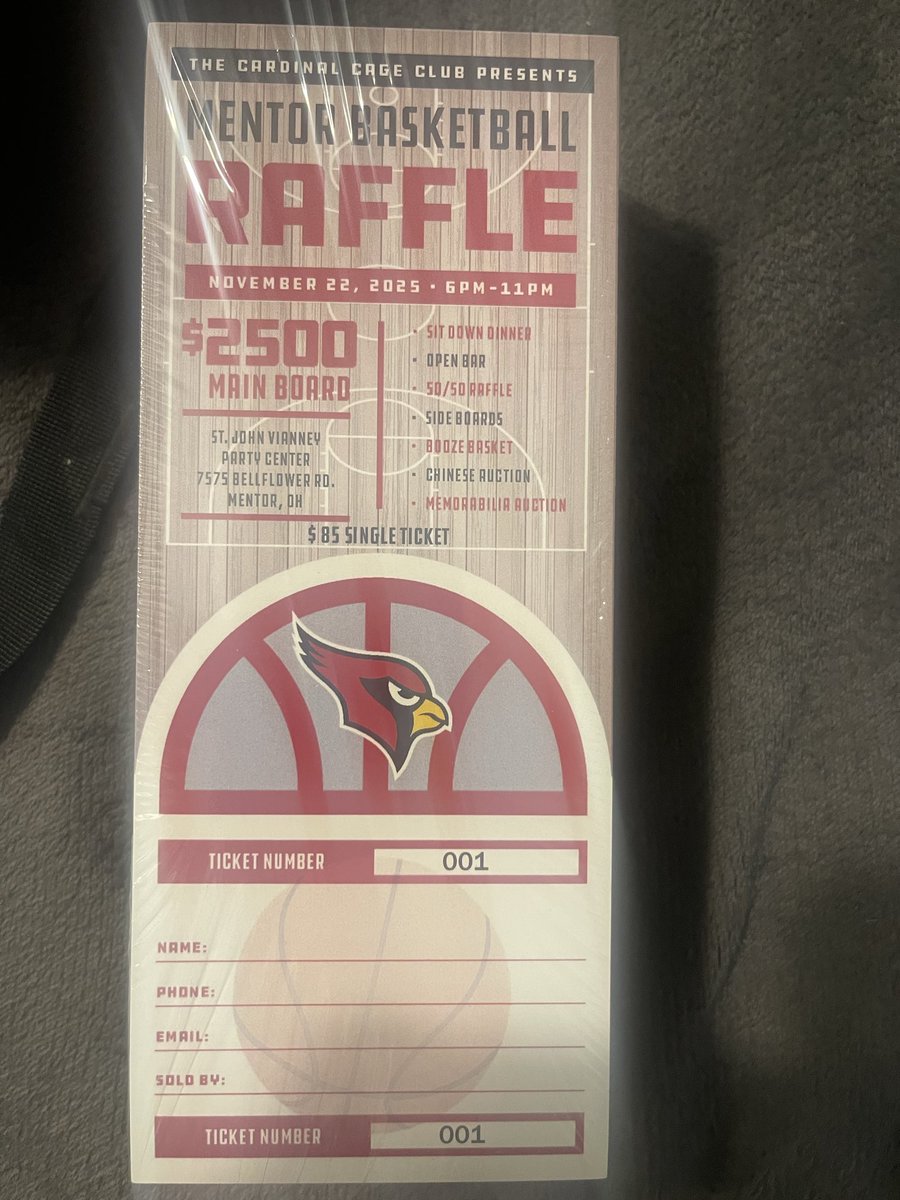 THE CARDINAL CAGE CLUB PRESENTS
MENTOR BASKETBALL
RAFFLE
NOVEMBER 22, 2025 • 6PM-11PM
$2500
MAIN BOARD
ST. JOHN VIANNEY
PARTY CENTER
7575 BELLFLOWER RD.
MENTOR, OH
• SIT DOWN DINNER
• OPEN BAR
• 50/50 RAFFLE
• SIDE BOARDS
• BOOZE BASKET
• CHINESE AUCTION
• MEMORABILIA AUCTION
$85 SINGLE TICKET
TICKET NUMBER 001
NAME:
PHONE:
EMAIL:
SOLD BY:
TICKET NUMBER 001